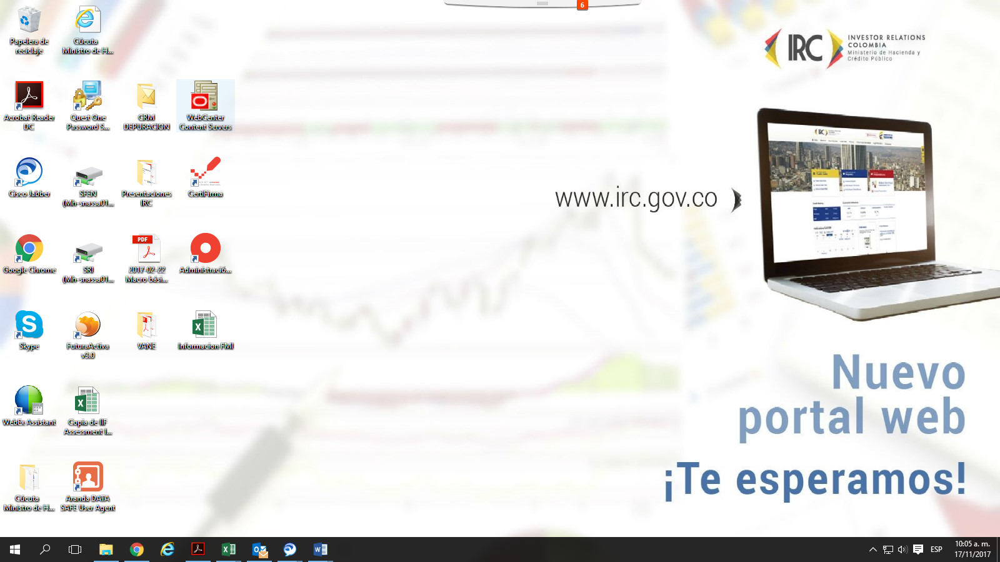 6
Papelera de
reciclaje
Cúcuta
Ministro de H...
Acrobat Reader
DC
Quest One
Password S...
CRM
DEPURACION
WebCenter
Content Servers
Cisco Jabber
SFEN
(Mh-snassa01...
Presentaciones
IRC
CertiFirma
Google Chrome
SRI
(Mh-snassa01...
PDF
2017-02-22
Macro bási...
Administració...
Skype
FuturaActiva
v3.0
VANE
Informacion FMI
WebEx Assistant
Copia de IIF
Assessment I...
Cúcuta
Ministro de H...
Aranda DATA
SAFE User Agent
IRC
INVESTOR RELATIONS
COLOMBIA
Ministerio de Hacienda y
Crédito Público
www.irc.gov.co
Nuevo
portal web
¡Te esperamos!
ESP
10:05 a. m.
17/11/2017